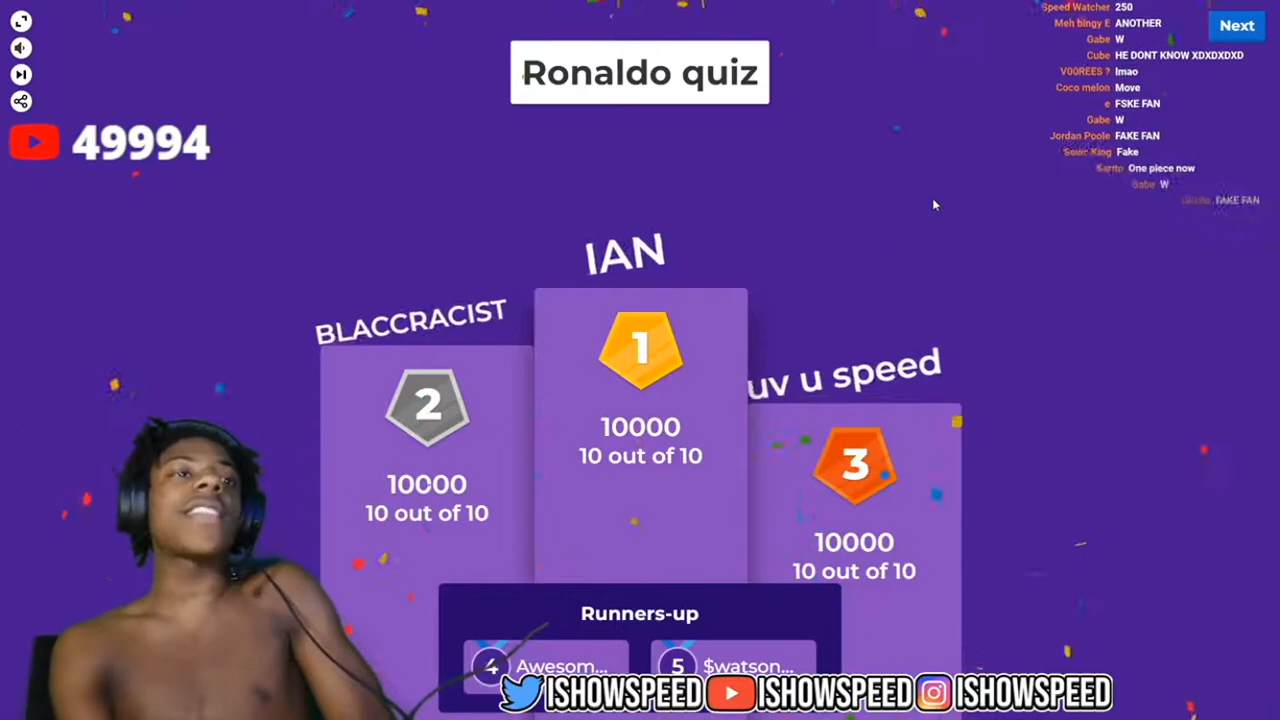 Ronaldo quiz
Next
49994
Speed Watcher 250
Meh bingy E ANOTHER
Gabe W
Cube HE DONT KNOW XDXDXDXD
V00REES ? lmao
Coco melon Move
e FSKE FAN
Gabe W
Jordan Poole FAKE FAN
King Fake
One piece now
Gabe W
FAKE FAN
IAN
1
10000
10 out of 10
BLACCRACIST
2
10000
10 out of 10
uv u speed
3
10000
10 out of 10
Runners-up
4 Awesom...
5 $watson...
ISHOWSPEED ISHOWSPEED ISHOWSPEED